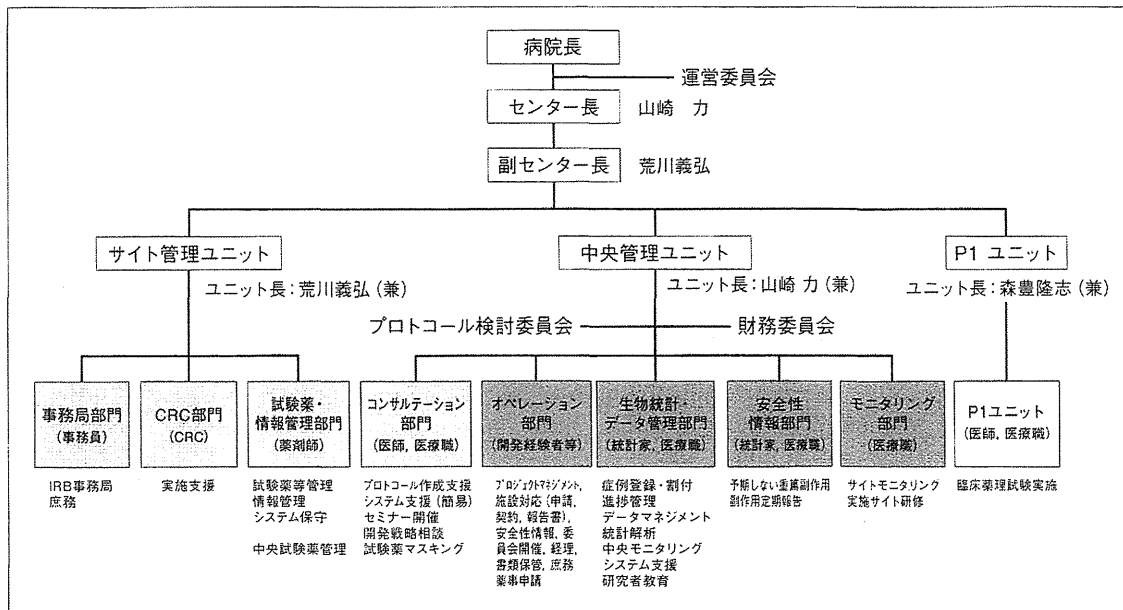 病院長
運営委員会
センター長 山崎 力
副センター長 荒川義弘
サイト管理ユニット
ユニット長：荒川義弘（兼）
中央管理ユニット
ユニット長：山崎 力（兼）
P1 ユニット
ユニット長：森豊隆志（兼）
プロトコール検討委員会
財務委員会
事務局部門
（事務員）
IRB事務局
庶務
CRC部門
（CRC）
実施支援
試験薬・
情報管理部門
（薬剤師）
試験薬等管理
情報管理
システム保守
中央試験薬管理
コンサルテーション
部門
（医師，医療職）
プロトコール作成支援
システム支援（簡易）
セミナー開催
開発戦略相談
試験薬マスキング
オペレーション
部門
（開発経験者等）
プロジェクトマネジメント，
施設対応（申請，
契約，報告書），
安全性情報，委
員会開催，経理，
書類保管，庶務
薬事申請
生物統計・
データ管理部門
（統計家，医療職）
症例登録・割付
進捗管理
データマネジメント
統計解析
中央モニタリング
システム支援
研究者教育
安全性
情報部門
（統計家，医療職）
予期しない重篤副作用
副作用定期報告
モニタリング
部門
（医療職）
サイトモニタリング
実施サイト研修
P1ユニット
（医師，医療職）
臨床薬理試験実施